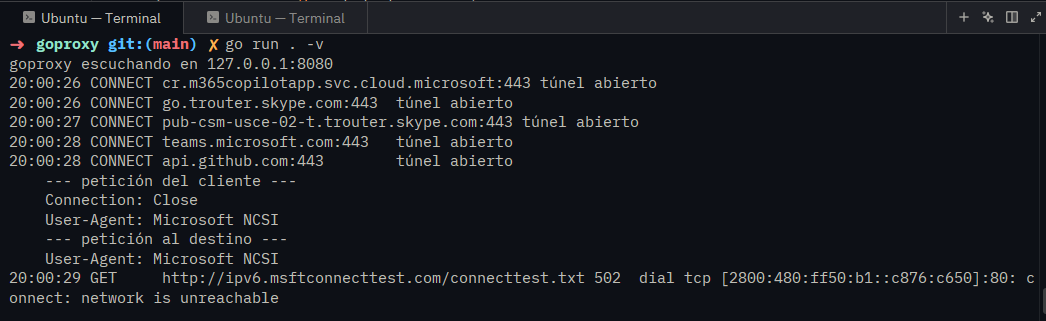 Ubuntu — Terminal
Ubuntu — Terminal
➜ goproxy git:(main) ✗ go run . -v
goproxy escuchando en 127.0.0.1:8080
20:00:26 CONNECT cr.m365copilotapp.svc.cloud.microsoft:443 túnel abierto
20:00:26 CONNECT go.trouter.skype.com:443  túnel abierto
20:00:27 CONNECT pub-csm-usce-02-t.trouter.skype.com:443 túnel abierto
20:00:28 CONNECT teams.microsoft.com:443   túnel abierto
20:00:28 CONNECT api.github.com:443        túnel abierto
    --- petición del cliente ---
    Connection: Close
    User-Agent: Microsoft NCSI
    --- petición al destino ---
    User-Agent: Microsoft NCSI
20:00:29 GET     http://ipv6.msftconnecttest.com/connecttest.txt 502  dial tcp [2800:480:ff50:b1::c876:c650]:80: c
onnect: network is unreachable